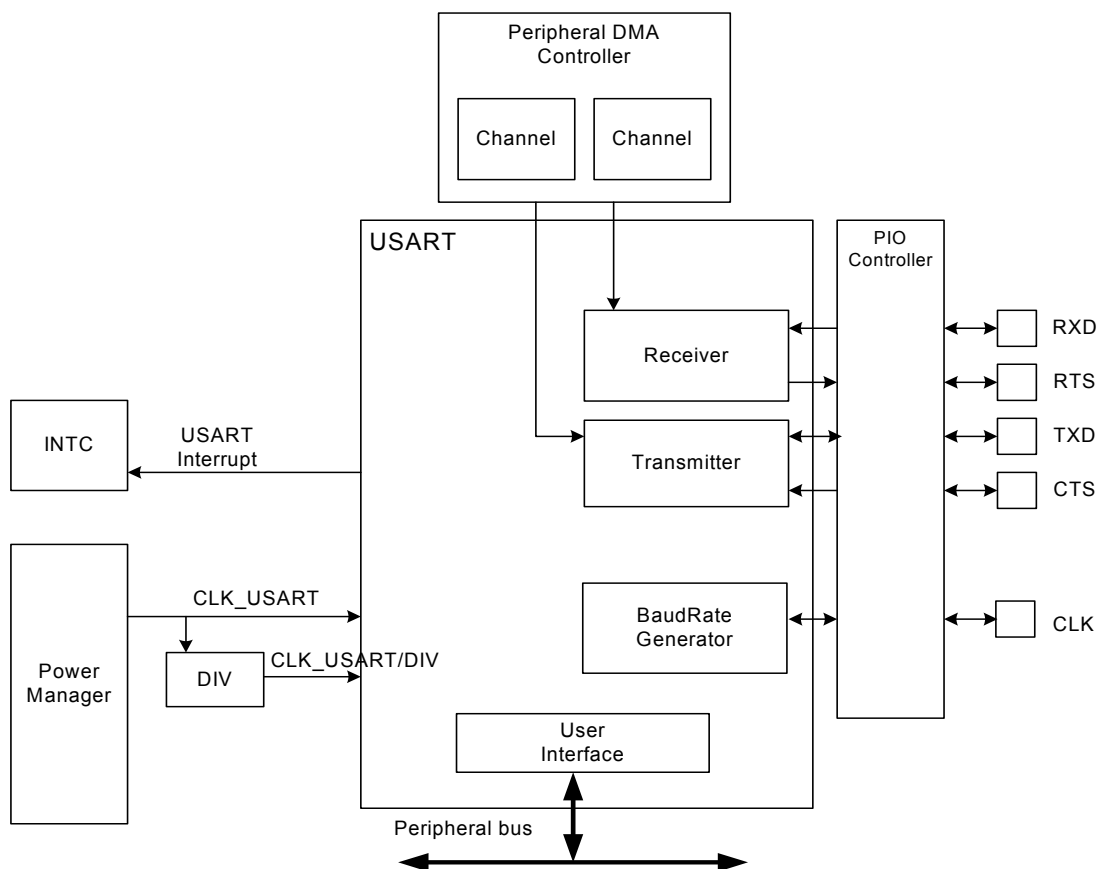 Peripheral DMA
Controller
Channel
Channel
USART
PIO
Controller
Receiver
RXD
RTS
INTC
USART
Interrupt
Transmitter
TXD
CTS
CLK_USART
BaudRate
Generator
CLK
Power
Manager
DIV
CLK_USART/DIV
User
Interface
Peripheral bus